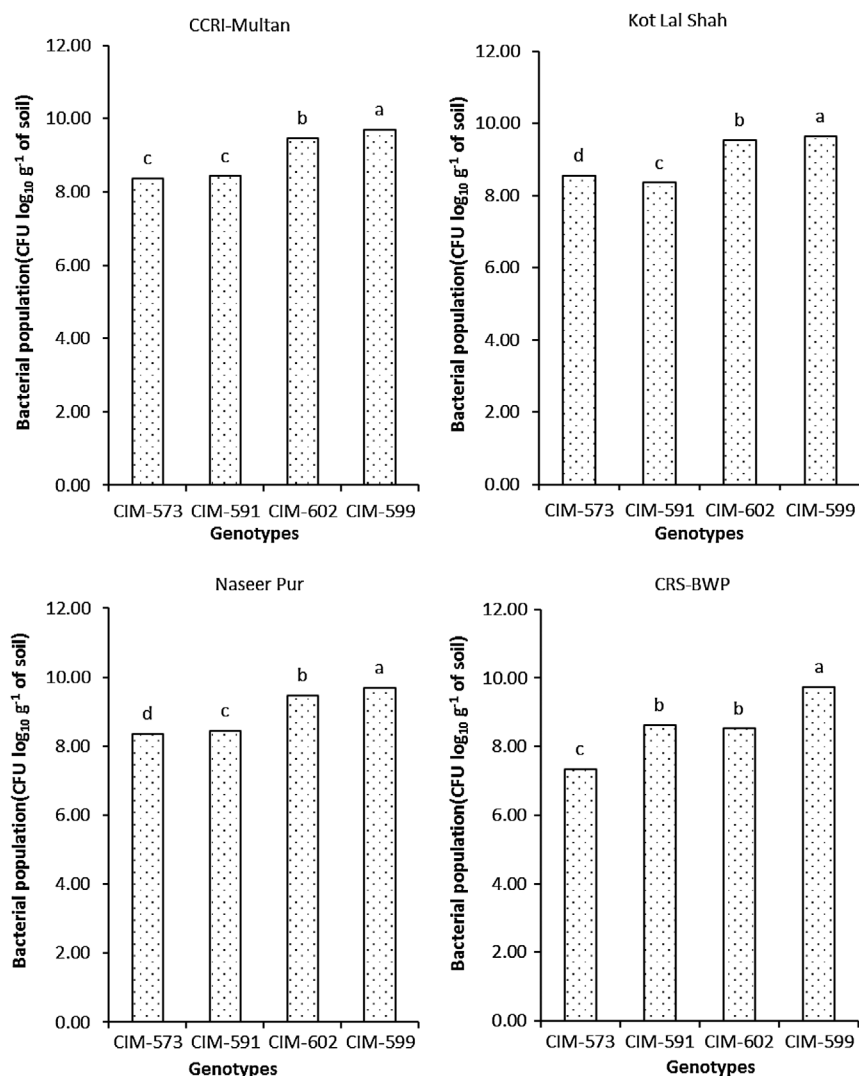 CCRI-Multan
12.00
10.00
8.00
6.00
4.00
2.00
0.00
Bacterial population(CFU log₁₀ g⁻¹ of soil)
c
c
b
a
CIM-573 CIM-591 CIM-602 CIM-599
Genotypes
Kot Lal Shah
12.00
10.00
8.00
6.00
4.00
2.00
0.00
Bacterial population(CFU log₁₀ g⁻¹ of soil)
d
c
b
a
CIM-573 CIM-591 CIM-602 CIM-599
Genotypes
Naseer Pur
12.00
10.00
8.00
6.00
4.00
2.00
0.00
Bacterial population(CFU log₁₀ g⁻¹ of soil)
d
c
b
a
CIM-573 CIM-591 CIM-602 CIM-599
Genotypes
CRS-BWP
12.00
10.00
8.00
6.00
4.00
2.00
0.00
Bacterial population(CFU log₁₀ g⁻¹ of soil)
c
b
b
a
CIM-573 CIM-591 CIM-602 CIM-599
Genotypes